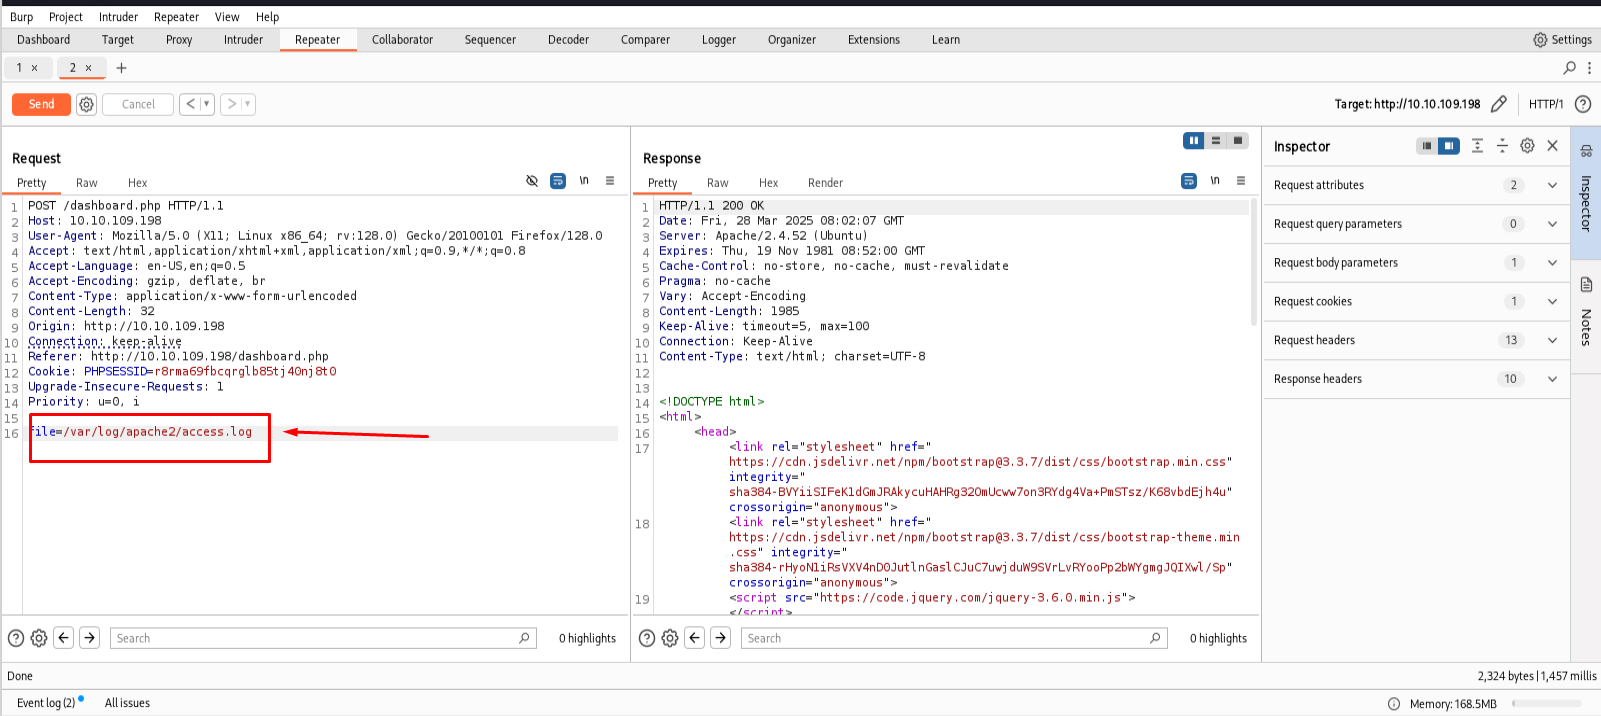 Burp Project Intruder Repeater View Help
Dashboard Target Proxy Intruder Repeater Collaborator Sequencer Decoder Comparer Logger Organizer Extensions Learn Settings
1 × 2 × +
Send Cancel < > Target: http://10.10.109.198 HTTP/1
Request
Pretty Raw Hex \n
1 POST /dashboard.php HTTP/1.1
2 Host: 10.10.109.198
3 User-Agent: Mozilla/5.0 (X11; Linux x86_64; rv:128.0) Gecko/20100101 Firefox/128.0
4 Accept: text/html,application/xhtml+xml,application/xml;q=0.9,*/*;q=0.8
5 Accept-Language: en-US,en;q=0.5
6 Accept-Encoding: gzip, deflate, br
7 Content-Type: application/x-www-form-urlencoded
8 Content-Length: 32
9 Origin: http://10.10.109.198
10 Connection: keep-alive
11 Referer: http://10.10.109.198/dashboard.php
12 Cookie: PHPSESSID=r8rma69fbcqrglb85tj40nj8t0
13 Upgrade-Insecure-Requests: 1
14 Priority: u=0, i
15
16 file=/var/log/apache2/access.log
Search 0 highlights
Response
Pretty Raw Hex Render \n
1 HTTP/1.1 200 OK
2 Date: Fri, 28 Mar 2025 08:02:07 GMT
3 Server: Apache/2.4.52 (Ubuntu)
4 Expires: Thu, 19 Nov 1981 08:52:00 GMT
5 Cache-Control: no-store, no-cache, must-revalidate
6 Pragma: no-cache
7 Vary: Accept-Encoding
8 Content-Length: 1985
9 Keep-Alive: timeout=5, max=100
10 Connection: Keep-Alive
11 Content-Type: text/html; charset=UTF-8
12
13
14 <!DOCTYPE html>
15 <html>
16 <head>
17 <link rel="stylesheet" href="
https://cdn.jsdelivr.net/npm/bootstrap@3.3.7/dist/css/bootstrap.min.css"
integrity="
sha384-BVYiiSIFeK1dGmJRAkycuHAHRg32OmUcww7on3RYdg4Va+PmSTsz/K68vbdEjh4u"
crossorigin="anonymous">
18 <link rel="stylesheet" href="
https://cdn.jsdelivr.net/npm/bootstrap@3.3.7/dist/css/bootstrap-theme.min
.css" integrity="
sha384-rHyoN1iRsVXV4nD0JutlnGaslCJuC7uwjduW9SVrLvRYooPp2bWYgmgJQIXwl/Sp"
crossorigin="anonymous">
19 <script src="https://code.jquery.com/jquery-3.6.0.min.js">
</script>
Search 0 highlights
Inspector
Request attributes 2
Request query parameters 0
Request body parameters 1
Request cookies 1
Request headers 13
Response headers 10
Inspector
Notes
Done 2,324 bytes | 1,457 millis
Event log (2) All issues Memory: 168.5MB